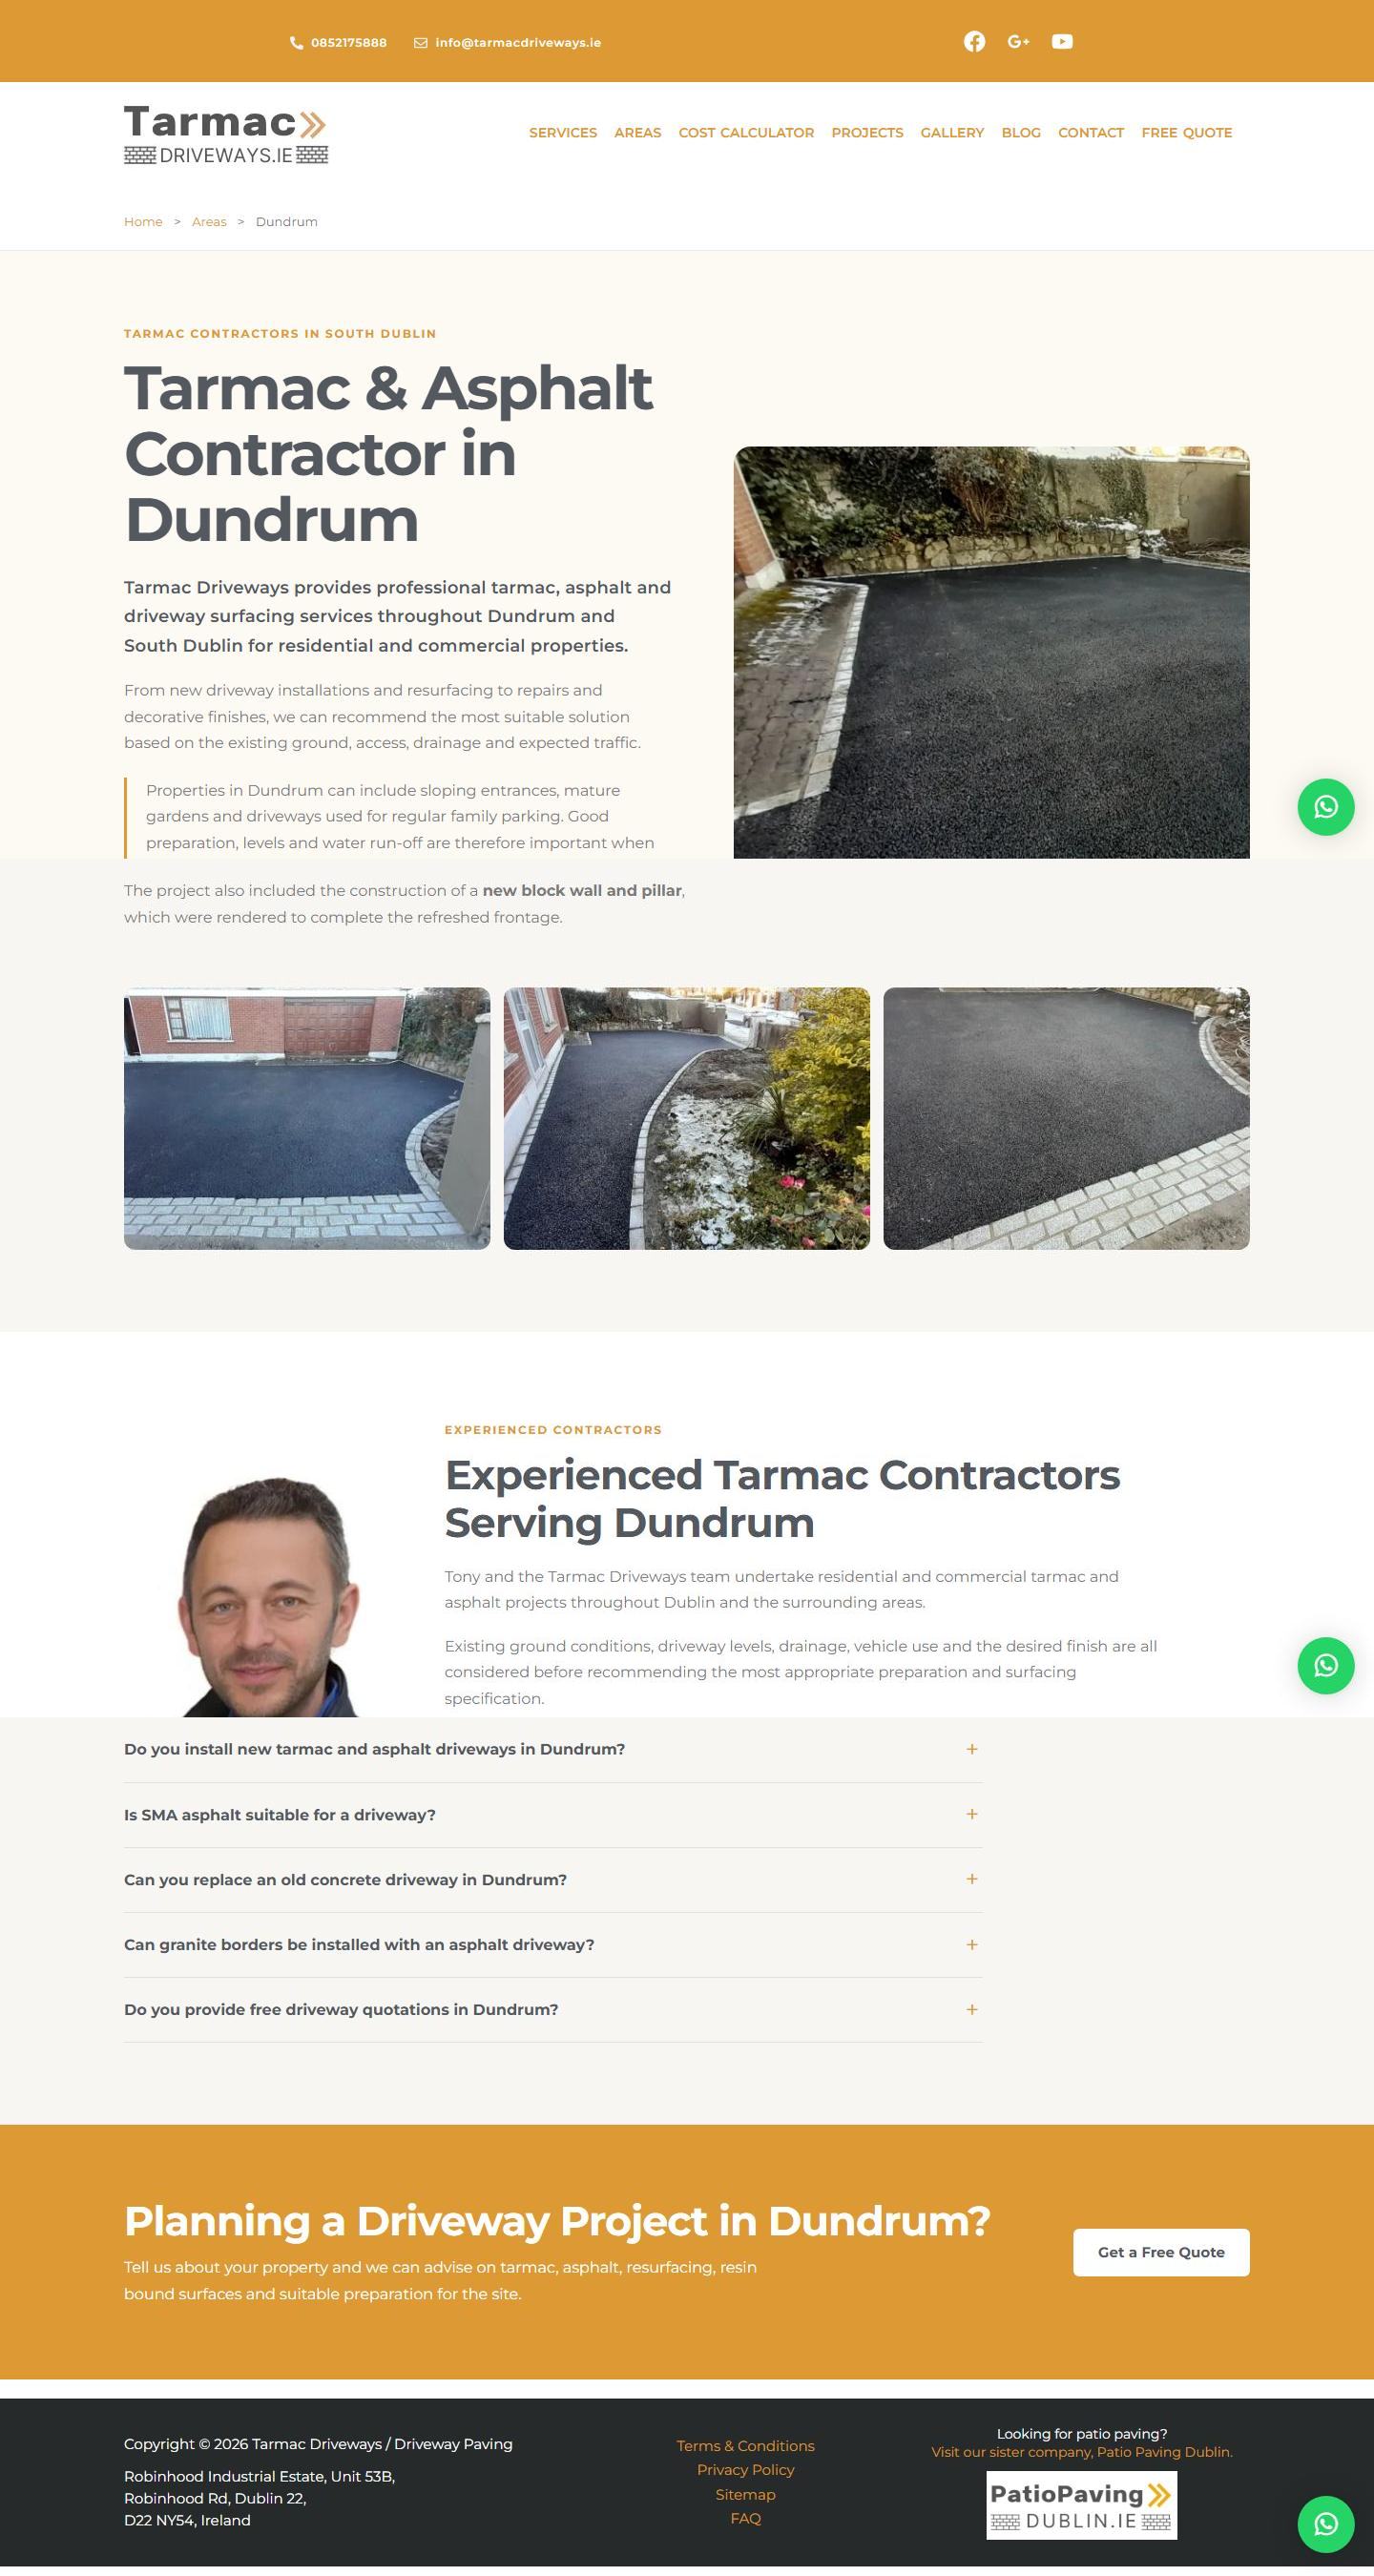 0852175888
info@tarmacdriveways.ie
Tarmac
DRIVEWAYS.IE
SERVICES AREAS COST CALCULATOR PROJECTS GALLERY BLOG CONTACT FREE QUOTE
Home > Areas > Dundrum
TARMAC CONTRACTORS IN SOUTH DUBLIN
Tarmac & Asphalt
Contractor in
Dundrum
Tarmac Driveways provides professional tarmac, asphalt and
driveway surfacing services throughout Dundrum and
South Dublin for residential and commercial properties.
From new driveway installations and resurfacing to repairs and
decorative finishes, we can recommend the most suitable solution
based on the existing ground, access, drainage and expected traffic.
Properties in Dundrum can include sloping entrances, mature
gardens and driveways used for regular family parking. Good
preparation, levels and water run-off are therefore important when
The project also included the construction of a new block wall and pillar,
which were rendered to complete the refreshed frontage.
EXPERIENCED CONTRACTORS
Experienced Tarmac Contractors
Serving Dundrum
Tony and the Tarmac Driveways team undertake residential and commercial tarmac and
asphalt projects throughout Dublin and the surrounding areas.
Existing ground conditions, driveway levels, drainage, vehicle use and the desired finish are all
considered before recommending the most appropriate preparation and surfacing
specification.
Do you install new tarmac and asphalt driveways in Dundrum? +
Is SMA asphalt suitable for a driveway? +
Can you replace an old concrete driveway in Dundrum? +
Can granite borders be installed with an asphalt driveway? +
Do you provide free driveway quotations in Dundrum? +
Planning a Driveway Project in Dundrum?
Tell us about your property and we can advise on tarmac, asphalt, resurfacing, resin
bound surfaces and suitable preparation for the site.
Get a Free Quote
Copyright © 2026 Tarmac Driveways / Driveway Paving
Robinhood Industrial Estate, Unit 53B,
Robinhood Rd, Dublin 22,
D22 NY54, Ireland
Terms & Conditions
Privacy Policy
Sitemap
FAQ
Looking for patio paving?
Visit our sister company, Patio Paving Dublin.
PatioPaving
DUBLIN.IE